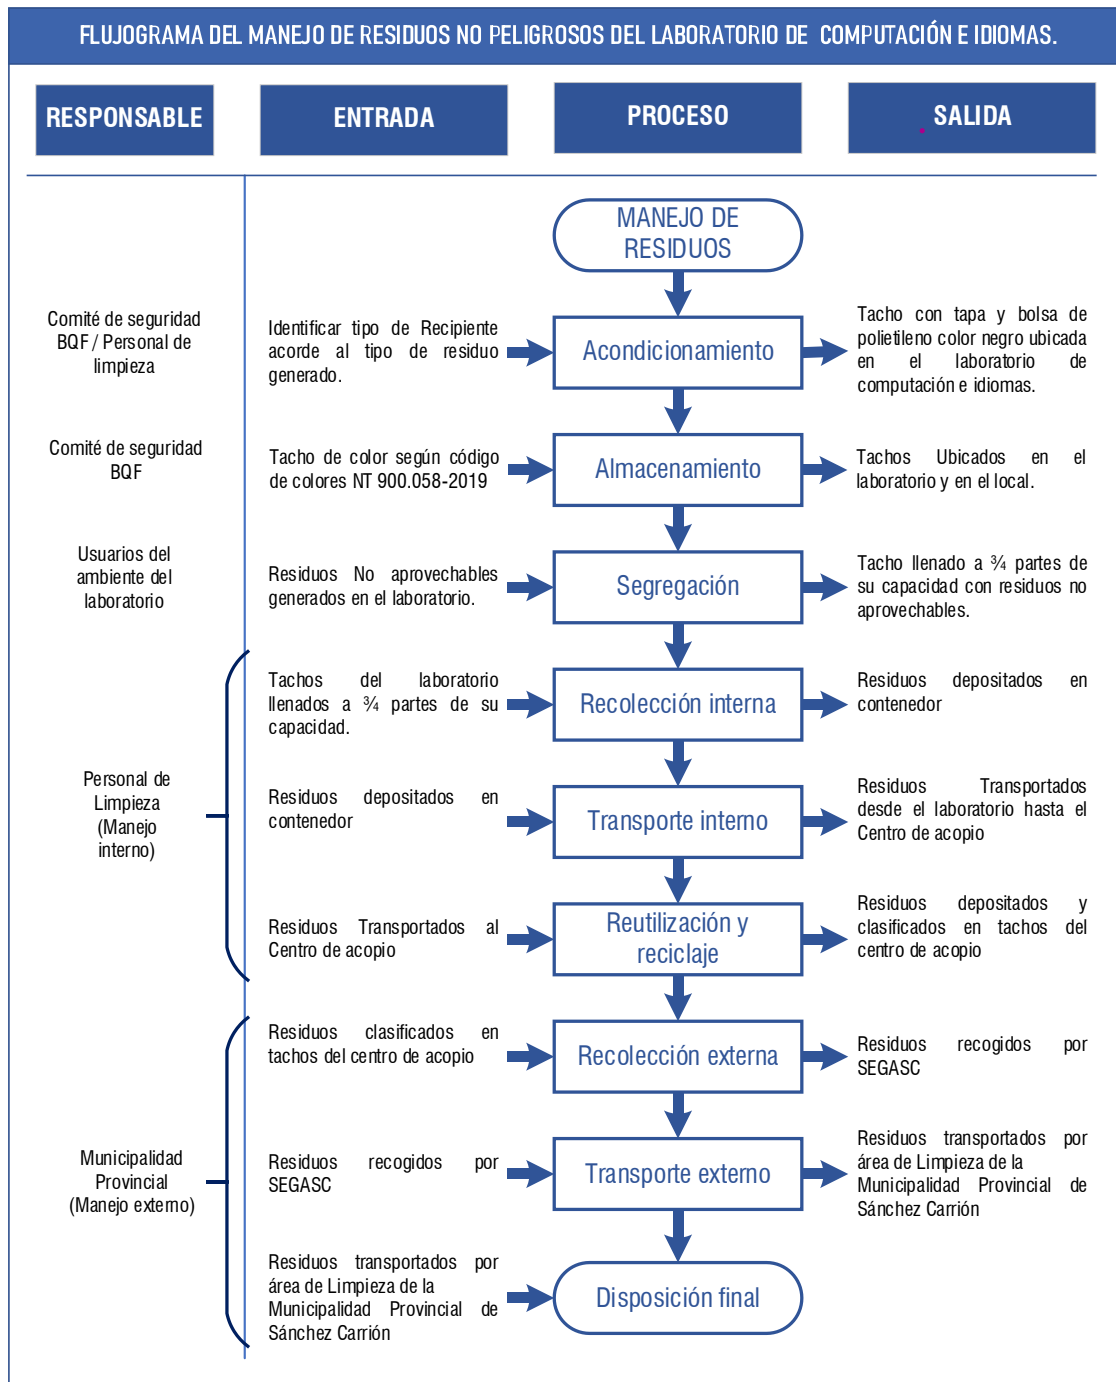 FLUJOGRAMA DEL MANEJO DE RESIDUOS NO PELIGROSOS DEL LABORATORIO DE COMPUTACIÓN E IDIOMAS.
RESPONSABLE
ENTRADA
PROCESO
SALIDA
MANEJO DE
RESIDUOS
Comité de seguridad
BQF / Personal de
limpieza
Identificar tipo de Recipiente
acorde al tipo de residuo
generado.
Acondicionamiento
Tacho con tapa y bolsa de
polietileno color negro ubicada
en el laboratorio de
computación e idiomas.
Comité de seguridad
BQF
Tacho de color según código
de colores NT 900.058-2019
Almacenamiento
Tachos Ubicados en el
laboratorio y en el local.
Usuarios del
ambiente del
laboratorio
Residuos No aprovechables
generados en el laboratorio.
Segregación
Tacho llenado a ¾ partes de
su capacidad con residuos no
aprovechables.
Personal de
Limpieza
(Manejo
interno)
Tachos del laboratorio
llenados a ¾ partes de su
capacidad.
Recolección interna
Residuos depositados en
contenedor
Residuos depositados en
contenedor
Transporte interno
Residuos Transportados
desde el laboratorio hasta el
Centro de acopio
Residuos Transportados al
Centro de acopio
Reutilización y
reciclaje
Residuos depositados y
clasificados en tachos del
centro de acopio
Municipalidad
Provincial
(Manejo externo)
Residuos clasificados en
tachos del centro de acopio
Recolección externa
Residuos recogidos por
SEGASC
Residuos recogidos por
SEGASC
Transporte externo
Residuos transportados por
área de Limpieza de la
Municipalidad Provincial de
Sánchez Carrión
Residuos transportados por
área de Limpieza de la
Municipalidad Provincial de
Sánchez Carrión
Disposición final